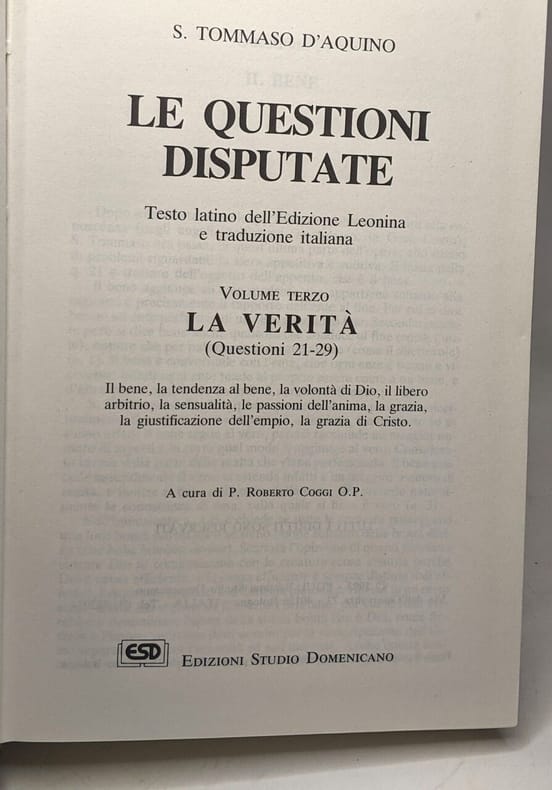 S. TOMMASO D'AQUINO
LE QUESTIONI
DISPUTATE
Testo latino dell'Edizione Leonina
e traduzione italiana
VOLUME TERZO
LA VERITÀ
(Questioni 21-29)
Il bene, la tendenza al bene, la volontà di Dio, il libero
arbitrio, la sensualità, le passioni dell'anima, la grazia,
la giustificazione dell'empio, la grazia di Cristo.
A cura di P. ROBERTO COGGI O.P.
ESD EDIZIONI STUDIO DOMENICANO